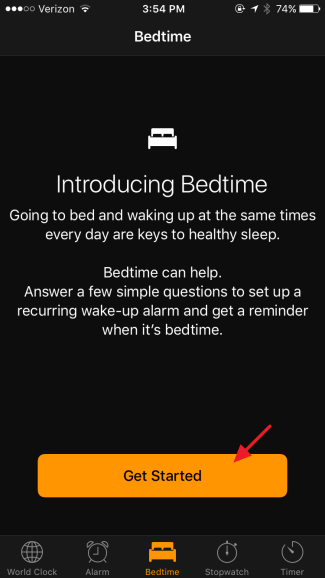 Verizon 3:54 PM 74%
Bedtime
Introducing Bedtime
Going to bed and waking up at the same times
every day are keys to healthy sleep.
Bedtime can help.
Answer a few simple questions to set up a
recurring wake-up alarm and get a reminder
when it’s bedtime.
Get Started
World Clock Alarm Bedtime Stopwatch Timer